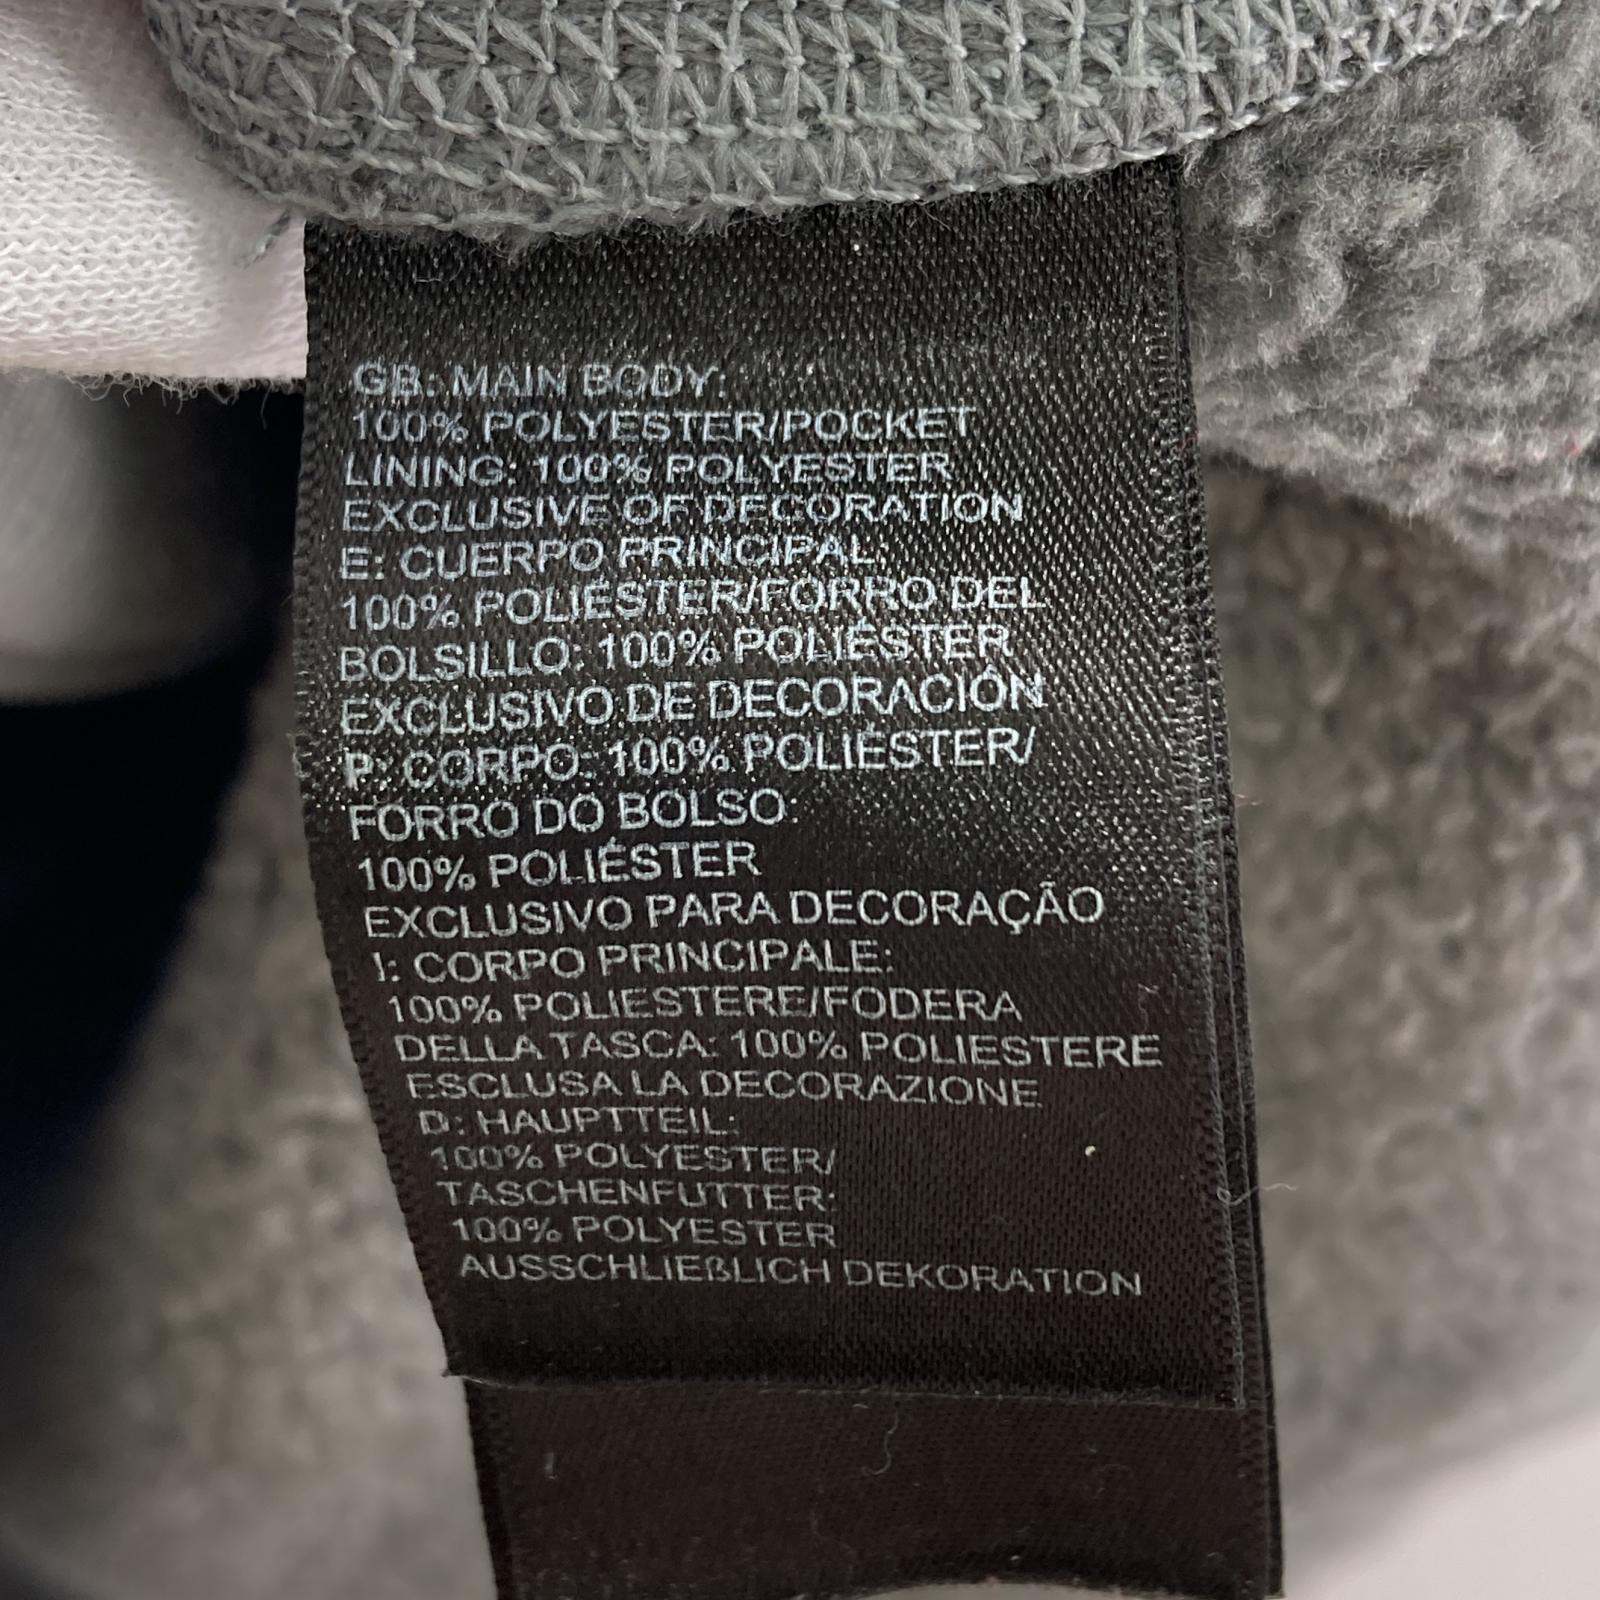 GB: MAIN BODY:
100% POLYESTER/POCKET
LINING: 100% POLYESTER
EXCLUSIVE OF DECORATION
E: CUERPO PRINCIPAL:
100% POLIÉSTER/FORRO DEL
BOLSILLO: 100% POLIÉSTER
EXCLUSIVO DE DECORACIÓN
P: CORPO: 100% POLIÉSTER/
FORRO DO BOLSO:
100% POLIÉSTER
EXCLUSIVO PARA DECORAÇÃO
I: CORPO PRINCIPALE:
100% POLIESTERE/FODERA
DELLA TASCA: 100% POLIESTERE
ESCLUSA LA DECORAZIONE
D: HAUPTTEIL:
100% POLYESTER/
TASCHENFUTTER:
100% POLYESTER
AUSSCHLIEßLICH DEKORATION